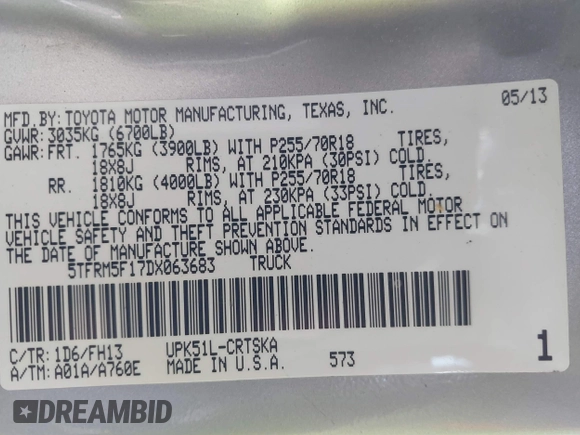 MFD.BY:TOYOTA MOTOR MANUFACTURING, TEXAS, INC. 05/13
GVWR:3035KG (6700LB)
GAWR:FRT. 1765KG (3900LB) WITH P255/70R18 TIRES,
18X8J RIMS, AT 210KPA (30PSI) COLD.
RR. 1810KG (4000LB) WITH P255/70R18 TIRES,
18X8J RIMS, AT 230KPA (33PSI) COLD.
THIS VEHICLE CONFORMS TO ALL APPLICABLE FEDERAL MOTOR
VEHICLE SAFETY AND THEFT PREVENTION STANDARDS IN EFFECT ON
THE DATE OF MANUFACTURE SHOWN ABOVE.
5TFRM5F17DX063683 TRUCK
C/TR:1D6/FH13 UPK51L-CRTSKA
A/TM:A01A/A760E MADE IN U.S.A. 573 1
DREAMBID